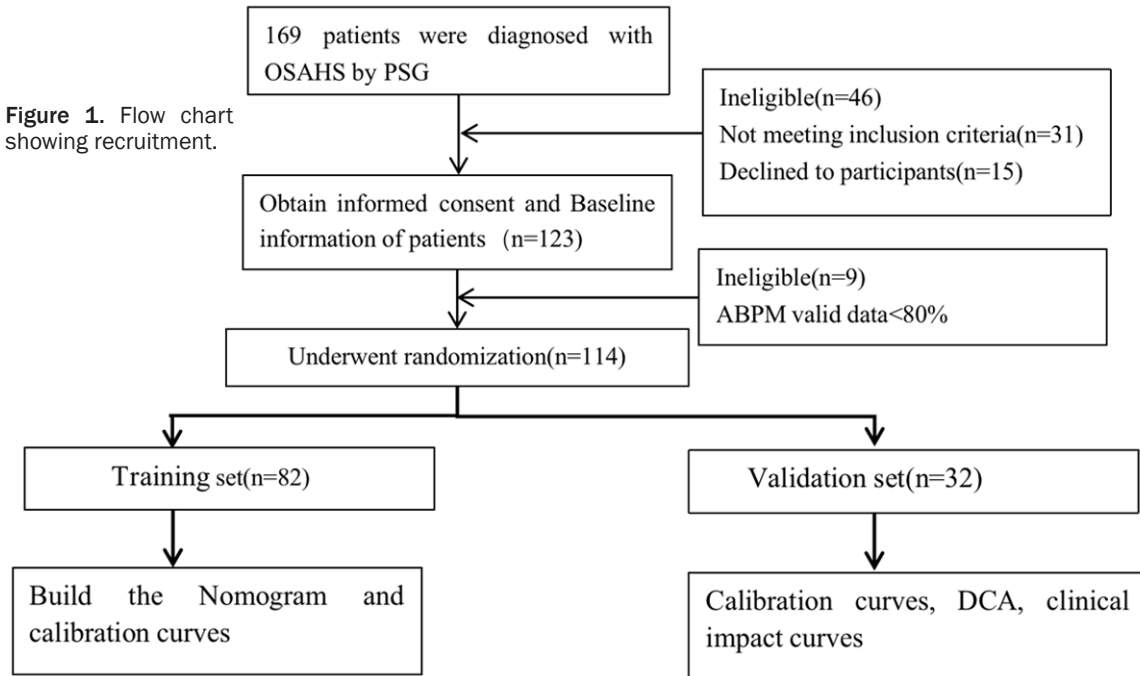 169 patients were diagnosed with
OSAHS by PSG
Figure 1. Flow chart
showing recruitment.
Ineligible(n=46)
Not meeting inclusion criteria(n=31)
Declined to participants(n=15)
Obtain informed consent and Baseline
information of patients （n=123)
Ineligible(n=9)
ABPM valid data<80%
Underwent randomization(n=114)
Training set(n=82)
Validation set(n=32)
Build the Nomogram and
calibration curves
Calibration curves, DCA, clinical
impact curves